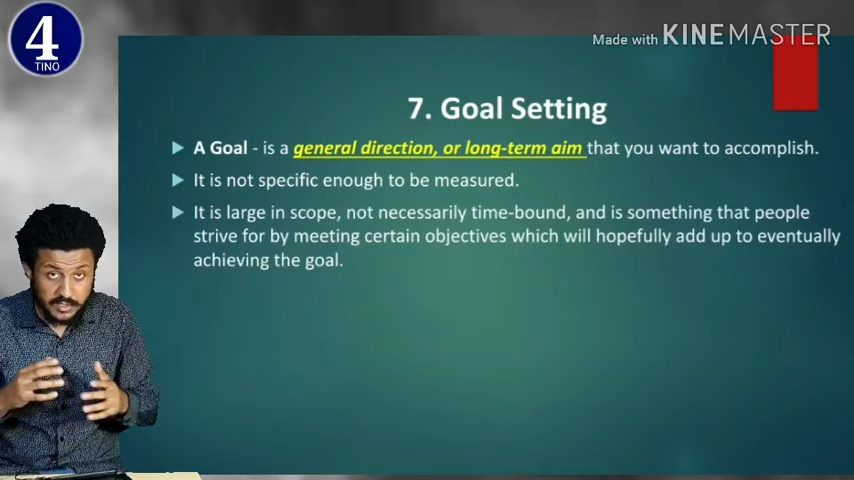 4
TINO
Made with KINEMASTER
7. Goal Setting
A Goal - is a general direction, or long-term aim that you want to accomplish.
It is not specific enough to be measured.
It is large in scope, not necessarily time-bound, and is something that people
strive for by meeting certain objectives which will hopefully add up to eventually
achieving the goal.